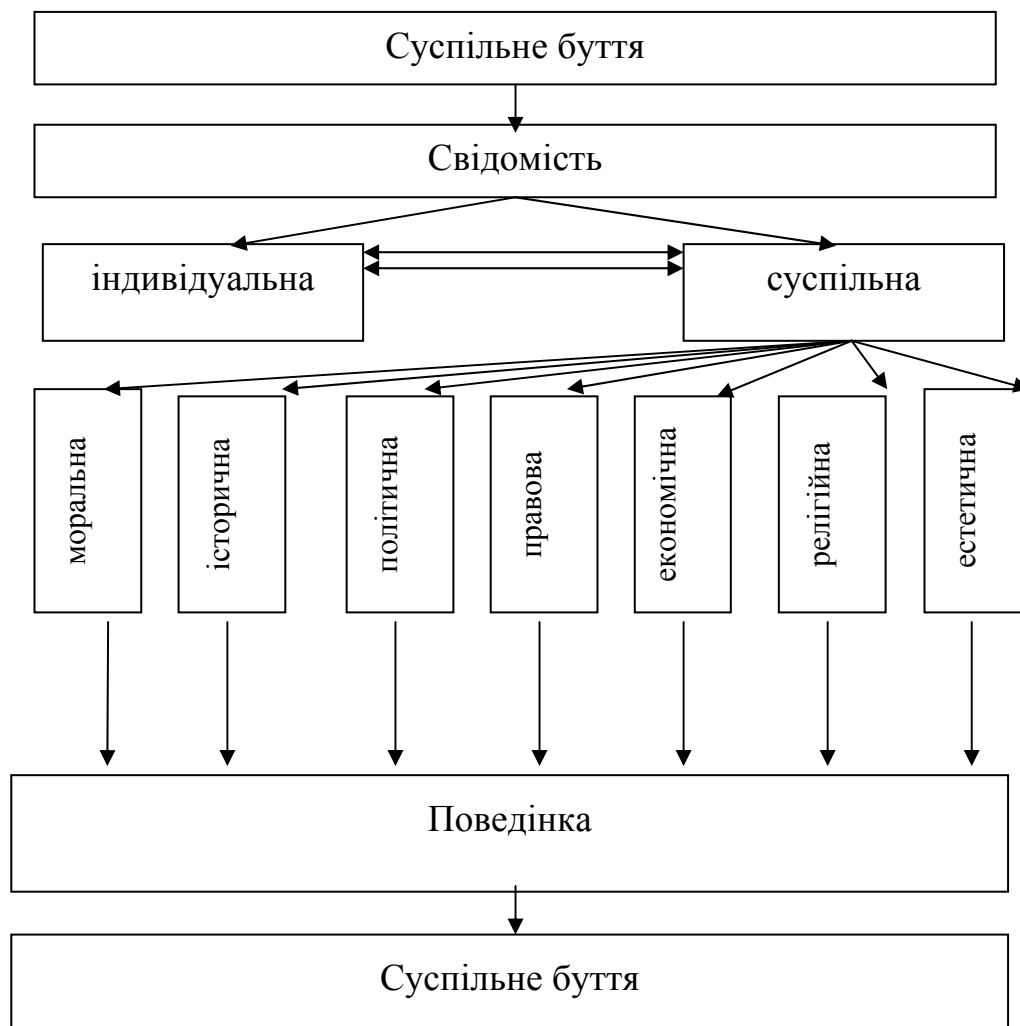 Суспільне буття
Свідомість
індивідуальна
суспільна
моральна
історична
політична
правова
економічна
релігійна
естетична
Поведінка
Суспільне буття